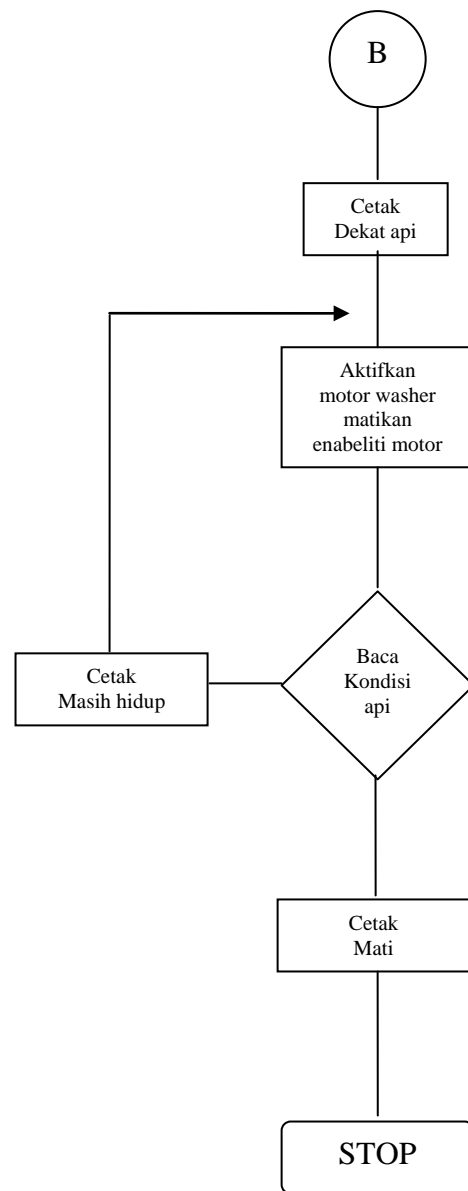 B
Cetak
Dekat api
Aktifkan
motor washer
matikan
enabeliti motor
Baca
Kondisi
api
Cetak
Masih hidup
Cetak
Mati
STOP